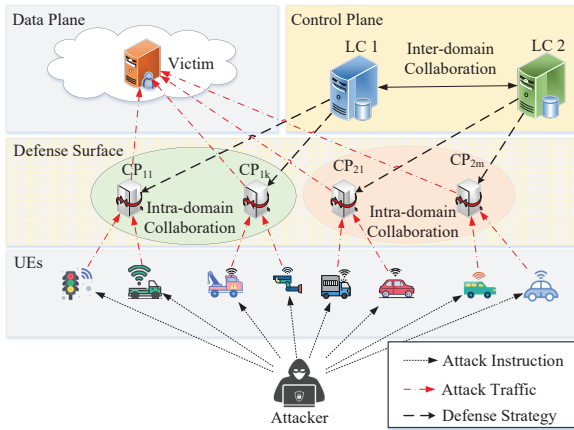 Data Plane
Control Plane
Victim
LC 1
LC 2
Inter-domain
Collaboration
Defense Surface
CP₁₁
CP₁ₖ
CP₂₁
CP₂ₘ
Intra-domain
Collaboration
Intra-domain
Collaboration
UEs
Attacker
Attack Instruction
Attack Traffic
Defense Strategy